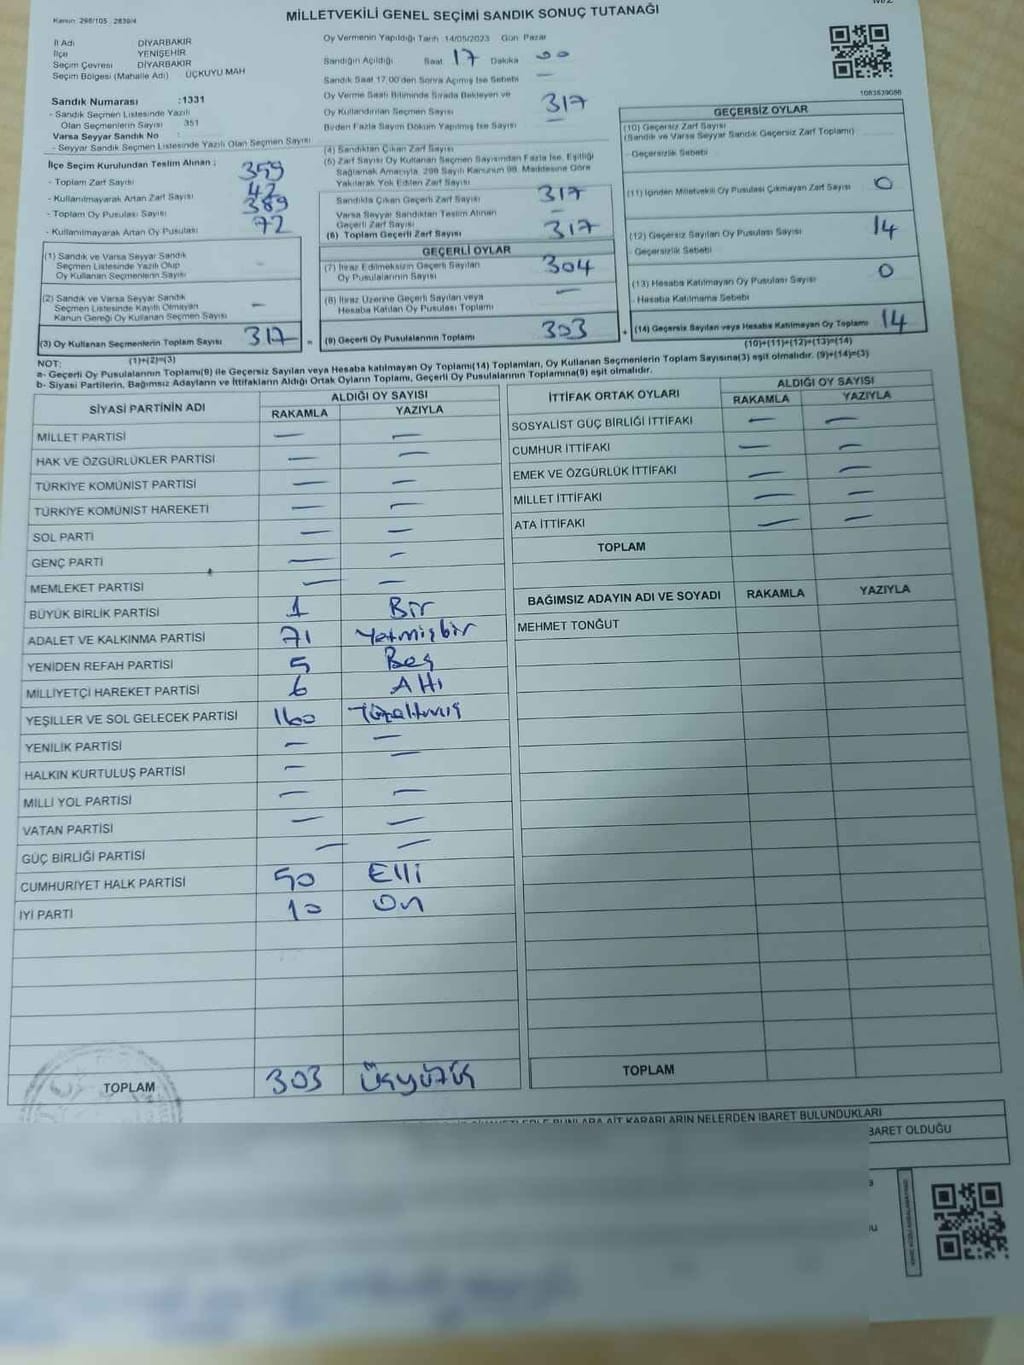 Kanun 298/105 2839/4
MİLLETVEKİLİ GENEL SEÇİMİ SANDIK SONUÇ TUTANAĞI
İl Adı DİYARBAKIR
İlçe YENİŞEHİR
Seçim Çevresi DİYARBAKIR
Seçim Bölgesi (Mahalle Adı) ÜÇKUYU MAH
Sandık Numarası :1331
- Sandık Seçmen Listesinde Yazılı
Olan Seçmenlerin Sayısı 351
Varsa Seyyar Sandık No :
- Seyyar Sandık Seçmen Listesinde Yazılı Olan Seçmen Sayısı
İlçe Seçim Kurulundan Teslim Alınan ;
- Toplam Zarf Sayısı 359
- Kullanılmayarak Artan Zarf Sayısı 42
- Toplam Oy Pusulası Sayısı 389
- Kullanılmayarak Artan Oy Pusulası 72
(1) Sandık ve Varsa Seyyar Sandık
Seçmen Listesinde Yazılı Olup
Oy Kullanan Seçmenlerin Sayısı –
(2) Sandık ve Varsa Seyyar Sandık
Seçmen Listesinde Kayıtlı Olmayan
Kanun Gereği Oy Kullanan Seçmen Sayısı –
(3) Oy Kullanan Seçmenlerin Toplam Sayısı 317 =
Oy Vermenin Yapıldığı Tarih :14/05/2023 Gün Pazar
Sandığın Açıldığı Saat 17 Dakika 00
Sandık Saat 17.00'den Sonra Açılmış İse Sebebi –
Oy Verme Saati Bitiminde Sırada Bekleyen ve
Oy Kullandırılan Seçmen Sayısı 317
Birden Fazla Sayım Döküm Yapılmış İse Sayısı –
(4) Sandıktan Çıkan Zarf Sayısı
(5) Zarf Sayısı Oy Kullanan Seçmen Sayısından Fazla İse, Eşitliği
Sağlamak Amacıyla, 298 Sayılı Kanunun 98. Maddesine Göre
Yakılarak Yok Edilen Zarf Sayısı
Sandıkta Çıkan Geçerli Zarf Sayısı 317
Varsa Seyyar Sandıktan Teslim Alınan
Geçerli Zarf Sayısı –
(6) Toplam Geçerli Zarf Sayısı 317
GEÇERLİ OYLAR
(7) İtiraz Edilmeksizin Geçerli Sayılan
Oy Pusulalarının Sayısı 304
(8) İtiraz Üzerine Geçerli Sayılan veya
Hesaba Katılan Oy Pusulası Toplamı –
(9) Geçerli Oy Pusulalarının Toplamı 303 +
1083839086
GEÇERSİZ OYLAR
(10) Geçersiz Zarf Sayısı
(Sandık ve Varsa Seyyar Sandık Geçersiz Zarf Toplamı)
- Geçersizlik Sebebi
(11) İçinden Milletvekili Oy Pusulası Çıkmayan Zarf Sayısı 0
(12) Geçersiz Sayılan Oy Pusulası Sayısı 14
- Geçersizlik Sebebi
(13) Hesaba Katılmayan Oy Pusulası Sayısı 0
- Hesaba Katılmama Sebebi
(14) Geçersiz Sayılan veya Hesaba Katılmayan Oy Toplamı 14
(10)+(11)+(12)+(13)=(14)
NOT: (1)+(2)=(3)
a- Geçerli Oy Pusulalarının Toplamı(9) ile Geçersiz Sayılan veya Hesaba katılmayan Oy Toplamı(14) Toplamları, Oy Kullanan Seçmenlerin Toplam Sayısına(3) eşit olmalıdır. (9)+(14)=(3)
b- Siyasi Partilerin, Bağımsız Adayların ve İttifakların Aldığı Ortak Oyların Toplamı, Geçerli Oy Pusulalarının Toplamına(9) eşit olmalıdır.
SİYASİ PARTİNİN ADI ALDIĞI OY SAYISI
RAKAMLA YAZIYLA
MİLLET PARTİSİ – –
HAK VE ÖZGÜRLÜKLER PARTİSİ – –
TÜRKİYE KOMÜNİST PARTİSİ – –
TÜRKİYE KOMÜNİST HAREKETİ – –
SOL PARTİ – –
GENÇ PARTİ – –
MEMLEKET PARTİSİ – –
BÜYÜK BİRLİK PARTİSİ 1 Bir
ADALET VE KALKINMA PARTİSİ 71 Yetmişbir
YENİDEN REFAH PARTİSİ 5 Beş
MİLLİYETÇİ HAREKET PARTİSİ 6 Altı
YEŞİLLER VE SOL GELECEK PARTİSİ 160 Yüzaltmış
YENİLİK PARTİSİ – –
HALKIN KURTULUŞ PARTİSİ – –
MİLLİ YOL PARTİSİ – –
VATAN PARTİSİ – –
GÜÇ BİRLİĞİ PARTİSİ – –
CUMHURİYET HALK PARTİSİ 50 Elli
İYİ PARTİ 10 On
TOPLAM 303 Üçyüzüç
İTTİFAK ORTAK OYLARI ALDIĞI OY SAYISI
RAKAMLA YAZIYLA
SOSYALİST GÜÇ BİRLİĞİ İTTİFAKI – –
CUMHUR İTTİFAKI – –
EMEK VE ÖZGÜRLÜK İTTİFAKI – –
MİLLET İTTİFAKI – –
ATA İTTİFAKI – –
TOPLAM
BAĞIMSIZ ADAYIN ADI VE SOYADI RAKAMLA YAZIYLA
MEHMET TONĞUT
TOPLAM
BUNLARA AİT KARARLARIN NELERDEN İBARET BULUNDUKLARI
BARET OLDUĞU